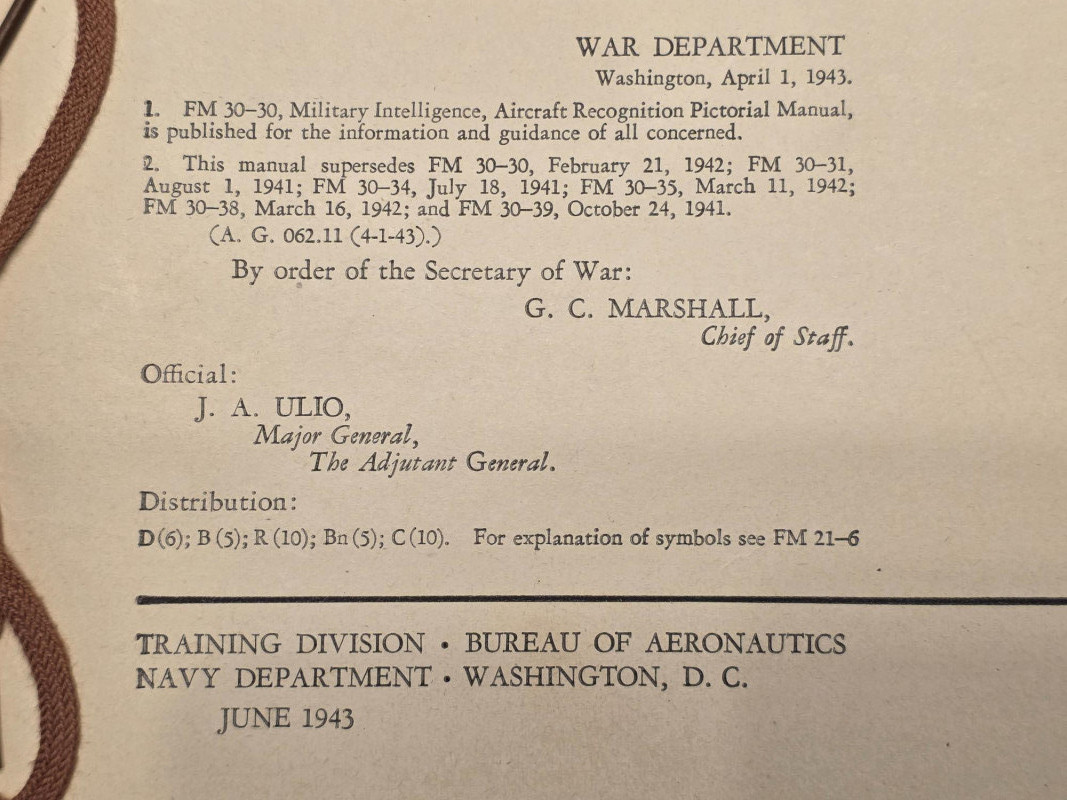 WAR DEPARTMENT
Washington, April 1, 1943.
1. FM 30–30, Military Intelligence, Aircraft Recognition Pictorial Manual,
is published for the information and guidance of all concerned.
2. This manual supersedes FM 30–30, February 21, 1942; FM 30–31,
August 1, 1941; FM 30–34, July 18, 1941; FM 30–35, March 11, 1942;
FM 30–38, March 16, 1942; and FM 30–39, October 24, 1941.
(A. G. 062.11 (4-1-43).)
By order of the Secretary of War:
G. C. MARSHALL,
Chief of Staff.
Official:
J. A. ULIO,
Major General,
The Adjutant General.
Distribution:
D (6); B (5); R (10); Bn (5); C (10). For explanation of symbols see FM 21–6
TRAINING DIVISION • BUREAU OF AERONAUTICS
NAVY DEPARTMENT • WASHINGTON, D. C.
JUNE 1943